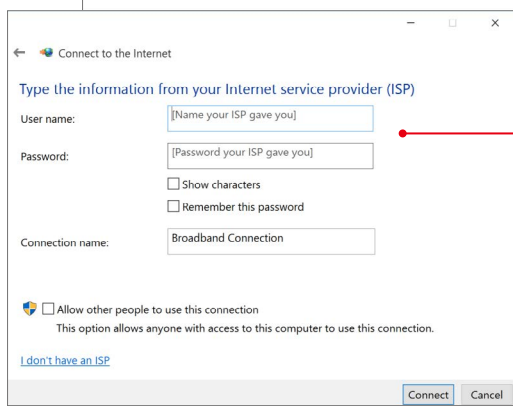 Connect to the Internet
Type the information from your Internet service provider (ISP)
User name: [Name your ISP gave you]
Password: [Password your ISP gave you]
Show characters
Remember this password
Connection name: Broadband Connection
Allow other people to use this connection
This option allows anyone with access to this computer to use this connection.
I don't have an ISP
Connect Cancel